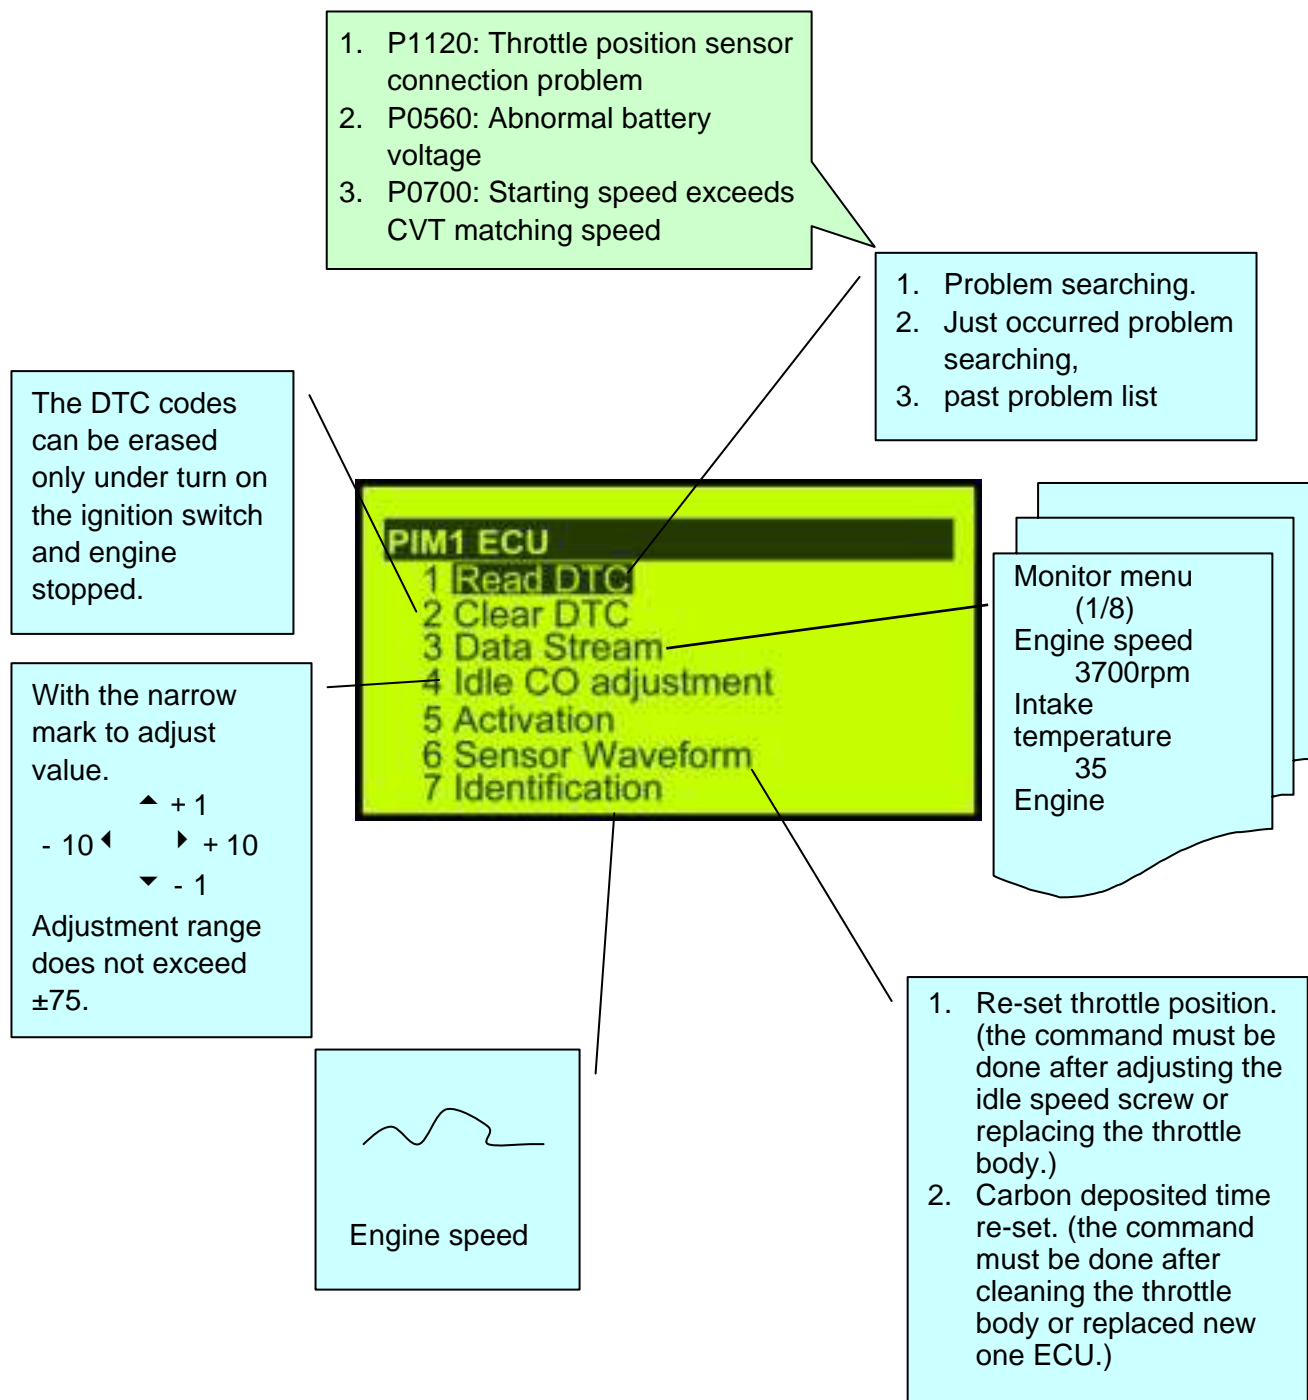 1. P1120: Throttle position sensor
connection problem
2. P0560: Abnormal battery
voltage
3. P0700: Starting speed exceeds
CVT matching speed
1. Problem searching.
2. Just occurred problem
searching,
3. past problem list
The DTC codes
can be erased
only under turn on
the ignition switch
and engine
stopped.
PIM1 ECU
1 Read DTC
2 Clear DTC
3 Data Stream
4 Idle CO adjustment
5 Activation
6 Sensor Waveform
7 Identification
Monitor menu
(1/8)
Engine speed
3700rpm
Intake
temperature
35
Engine
With the narrow
mark to adjust
value.
+ 1
- 10 + 10
- 1
Adjustment range
does not exceed
±75.
Engine speed
1. Re-set throttle position.
(the command must be
done after adjusting the
idle speed screw or
replacing the throttle
body.)
2. Carbon deposited time
re-set. (the command
must be done after
cleaning the throttle
body or replaced new
one ECU.)